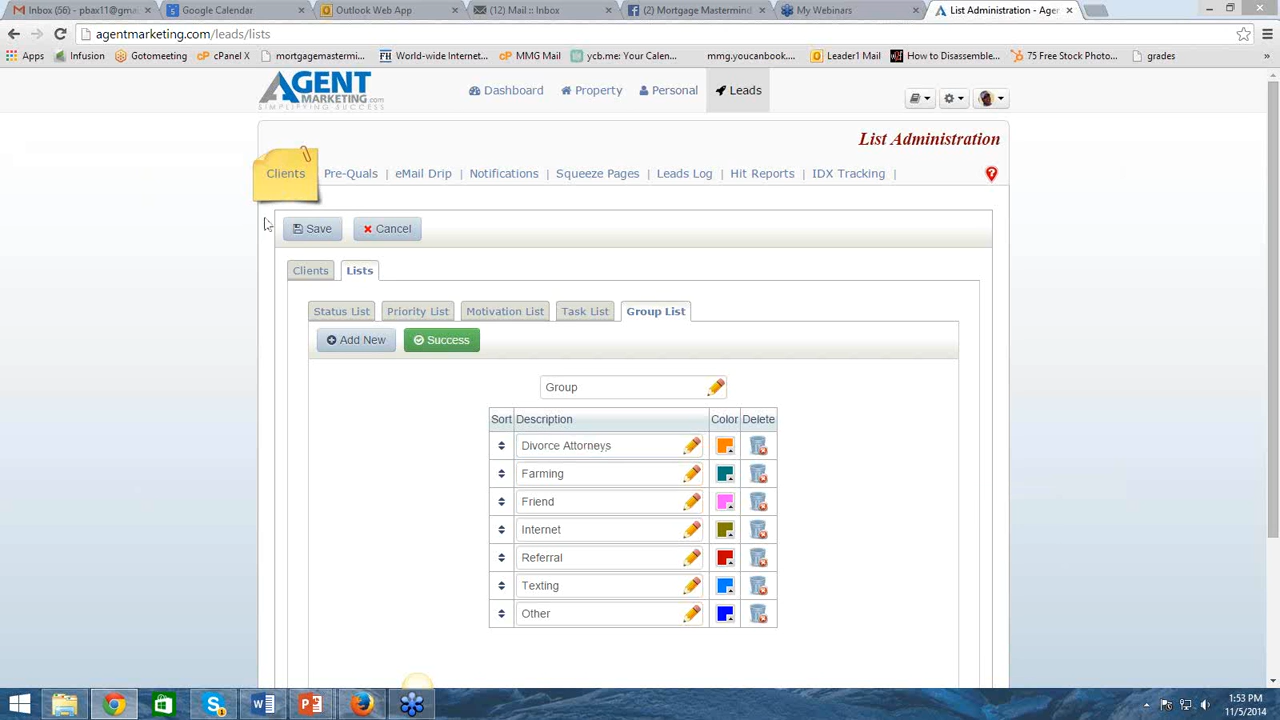 Inbox (56) - pbax11@gma
Google Calendar
Outlook Web App
(12) Mail :: Inbox
(2) Mortgage Mastermind
My Webinars
List Administration - Age
agentmarketing.com/leads/lists
Apps
Infusion
Gotomeeting
cPanel X
mortgagemastermi...
World-wide Internet...
MMG Mail
ycb.me: Your Calen...
mmg.youcanbook...
Leader1 Mail
How to Disassemble...
75 Free Stock Photo...
grades
»
AGENT
MARKETING.com
SIMPLIFYING SUCCESS
Dashboard
Property
Personal
Leads
List Administration
Clients
Pre-Quals | eMail Drip | Notifications | Squeeze Pages | Leads Log | Hit Reports | IDX Tracking |
Save
Cancel
Clients
Lists
Status List
Priority List
Motivation List
Task List
Group List
Add New
Success
Group
Sort Description Color Delete
Divorce Attorneys
Farming
Friend
Internet
Referral
Texting
Other
1:53 PM
11/5/2014